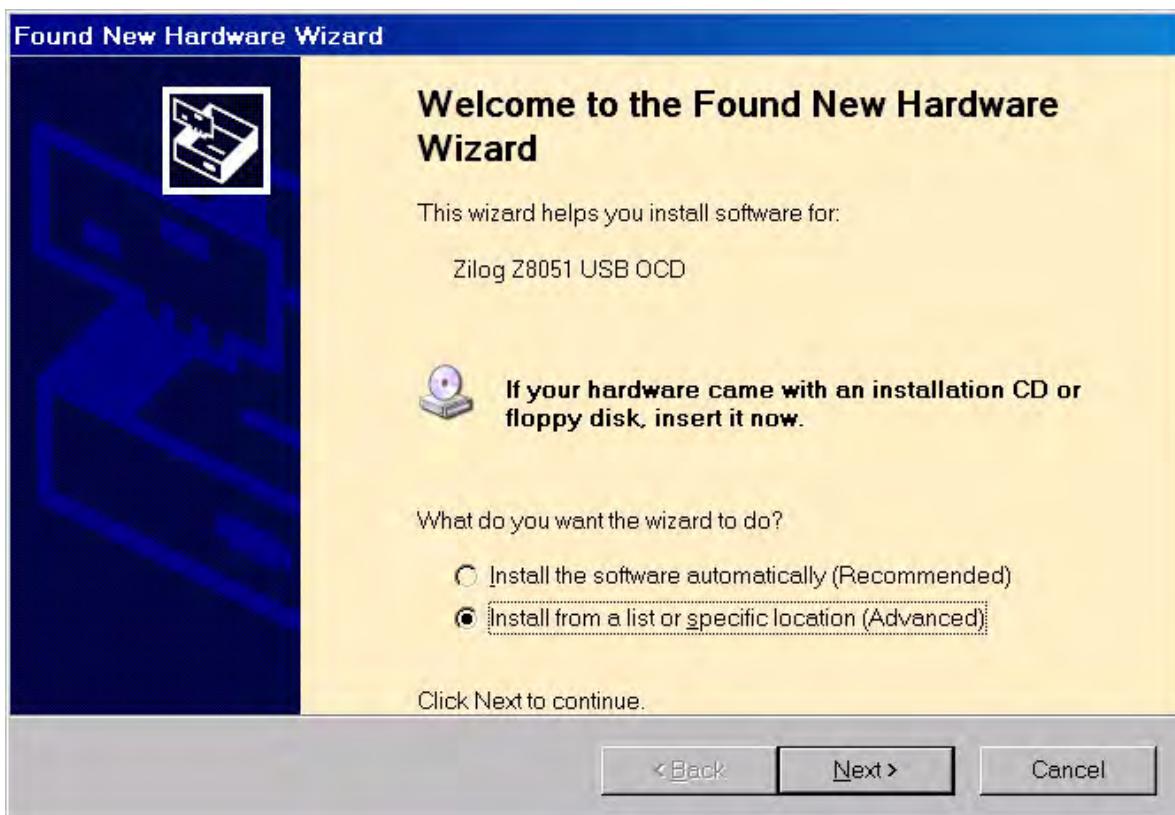 Found New Hardware Wizard
Welcome to the Found New Hardware
Wizard
This wizard helps you install software for:
Zilog Z8051 USB OCD
If your hardware came with an installation CD or
floppy disk, insert it now.
What do you want the wizard to do?
Install the software automatically (Recommended)
Install from a list or specific location (Advanced)
Click Next to continue.
< Back
Next >
Cancel